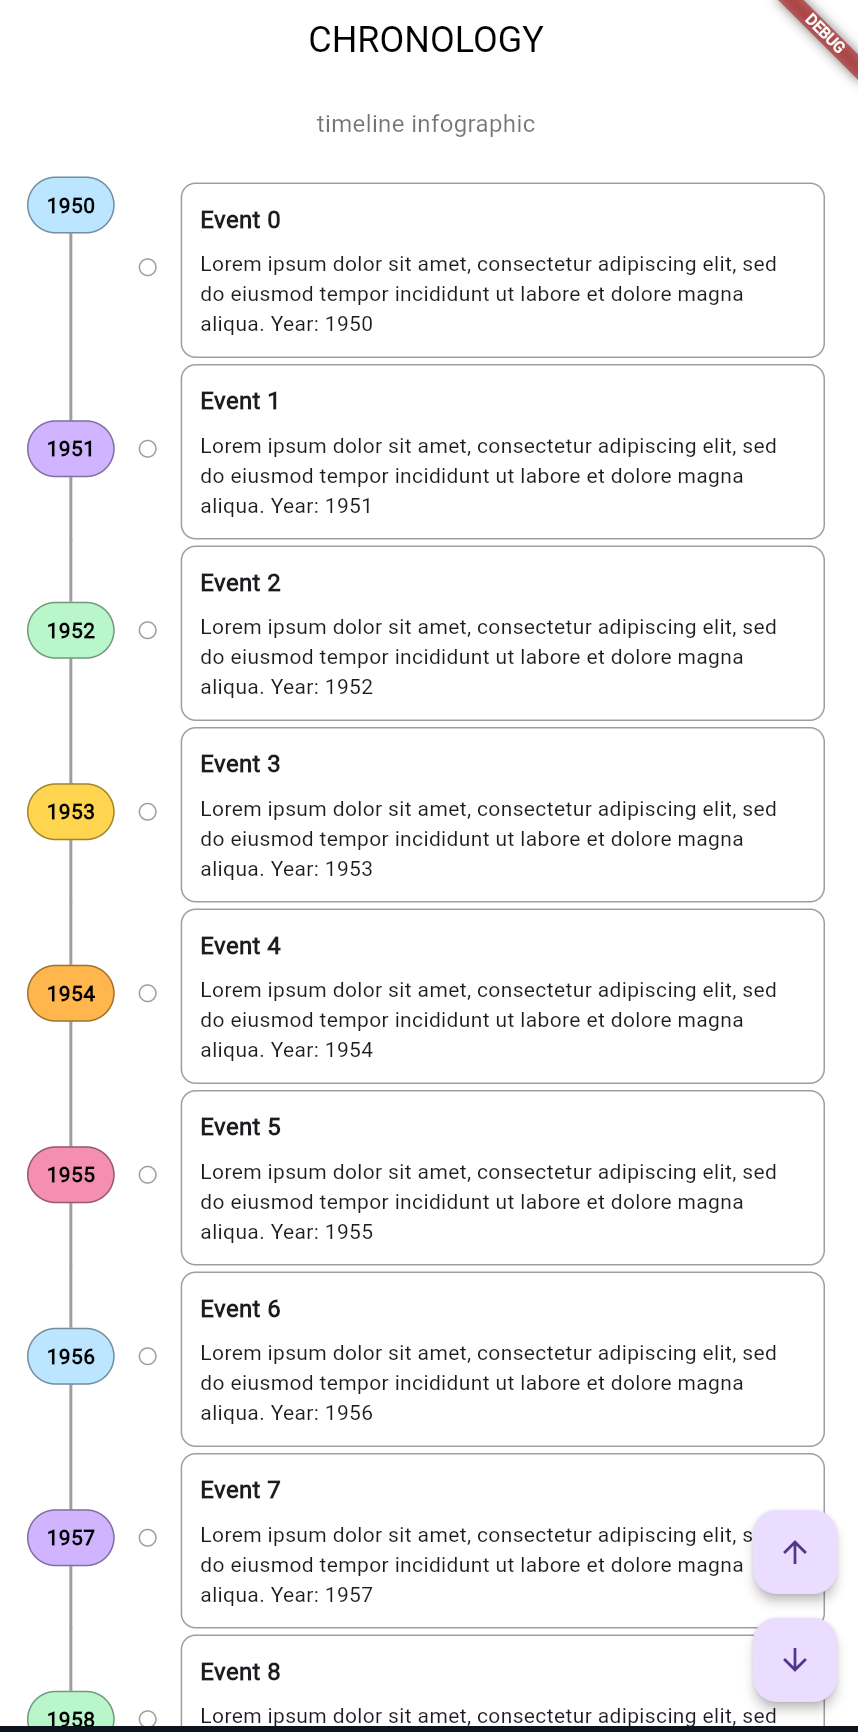 CHRONOLOGY
DEBUG
timeline infographic
1950
Event 0
Lorem ipsum dolor sit amet, consectetur adipiscing elit, sed
do eiusmod tempor incididunt ut labore et dolore magna
aliqua. Year: 1950
1951
Event 1
Lorem ipsum dolor sit amet, consectetur adipiscing elit, sed
do eiusmod tempor incididunt ut labore et dolore magna
aliqua. Year: 1951
1952
Event 2
Lorem ipsum dolor sit amet, consectetur adipiscing elit, sed
do eiusmod tempor incididunt ut labore et dolore magna
aliqua. Year: 1952
1953
Event 3
Lorem ipsum dolor sit amet, consectetur adipiscing elit, sed
do eiusmod tempor incididunt ut labore et dolore magna
aliqua. Year: 1953
1954
Event 4
Lorem ipsum dolor sit amet, consectetur adipiscing elit, sed
do eiusmod tempor incididunt ut labore et dolore magna
aliqua. Year: 1954
1955
Event 5
Lorem ipsum dolor sit amet, consectetur adipiscing elit, sed
do eiusmod tempor incididunt ut labore et dolore magna
aliqua. Year: 1955
1956
Event 6
Lorem ipsum dolor sit amet, consectetur adipiscing elit, sed
do eiusmod tempor incididunt ut labore et dolore magna
aliqua. Year: 1956
1957
Event 7
Lorem ipsum dolor sit amet, consectetur adipiscing elit,
do eiusmod tempor incididunt ut labore et dolore magna
aliqua. Year: 1957
1958
Event 8
Lorem ipsum dolor sit amet, consectetur adipiscing elit, sed